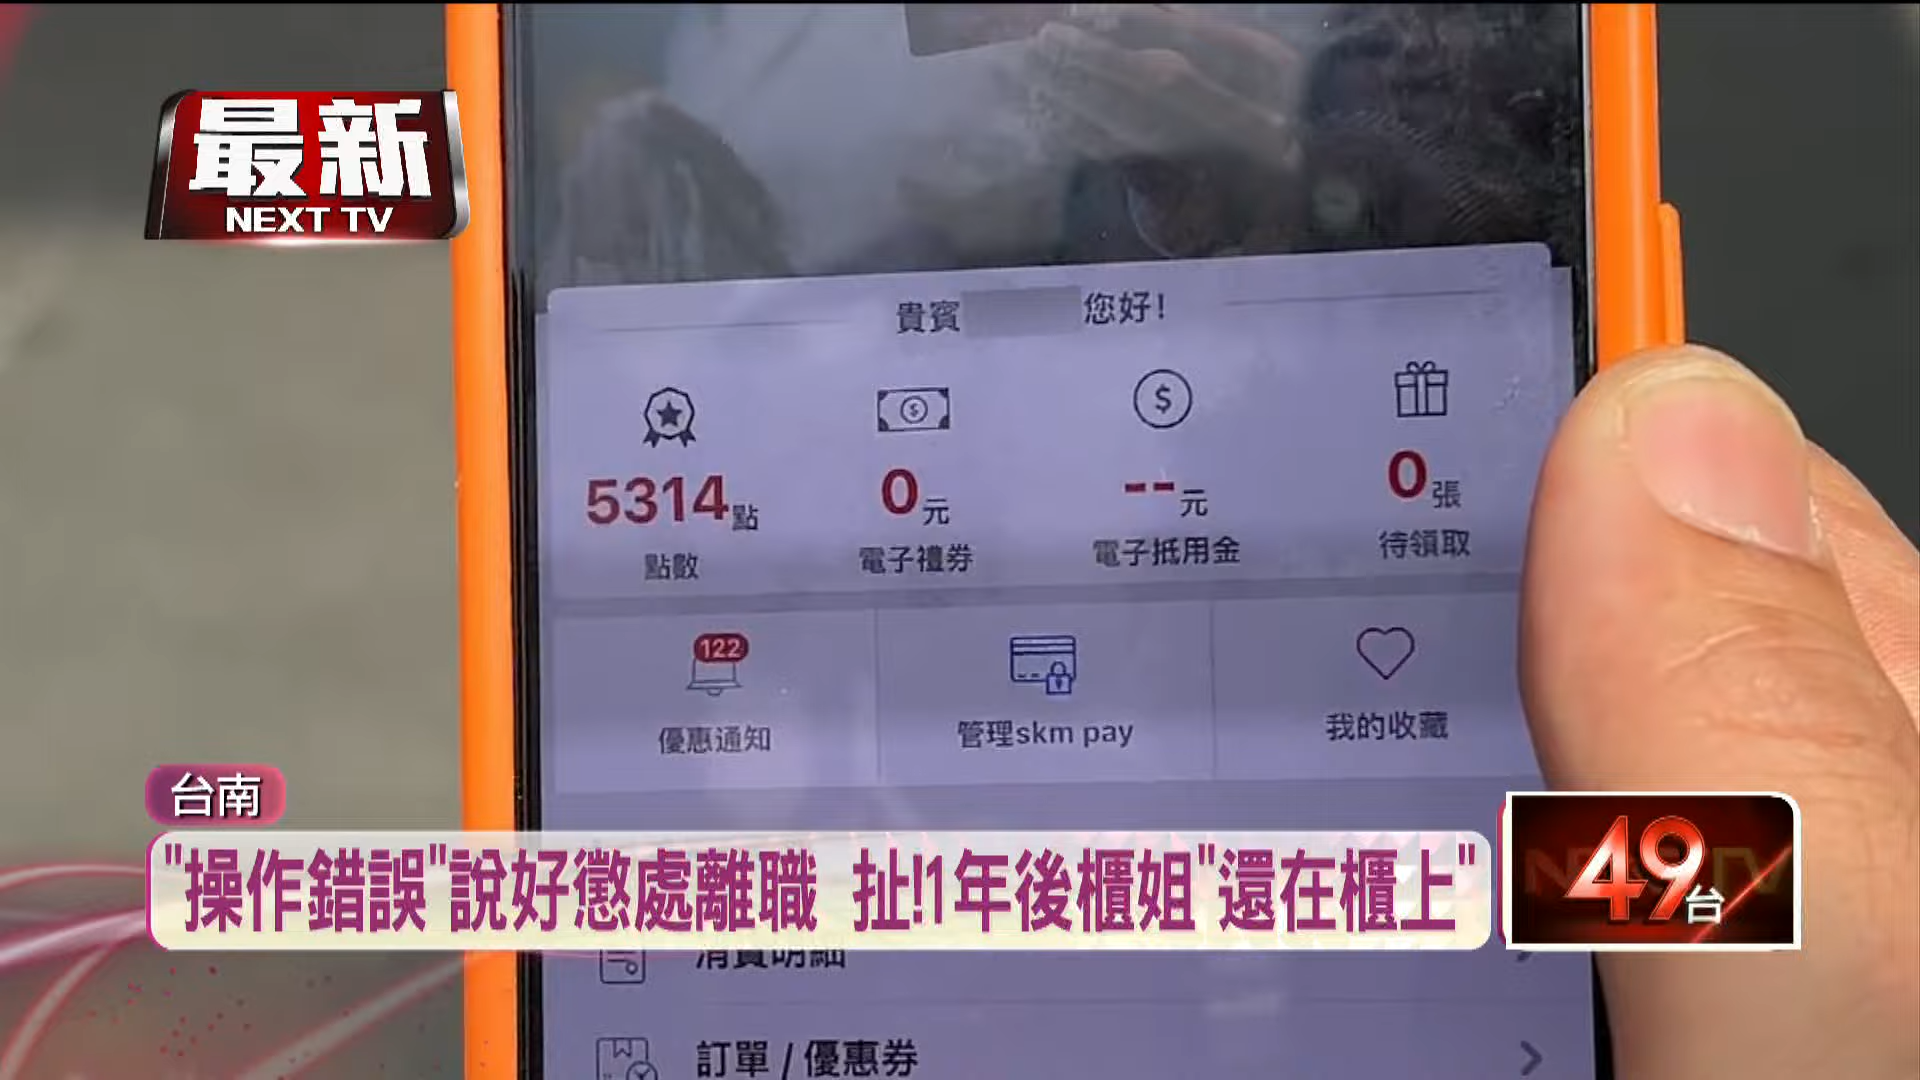 最新
NEXT TV
貴賓 您好!
5314點
點數
0元
電子禮券
--元
電子抵用金
0張
待領取
122
優惠通知
管理skm pay
我的收藏
台南
"操作錯誤"說好懲處離職 扯!1年後櫃姐"還在櫃上"
49台
消費明細
訂單 / 優惠券